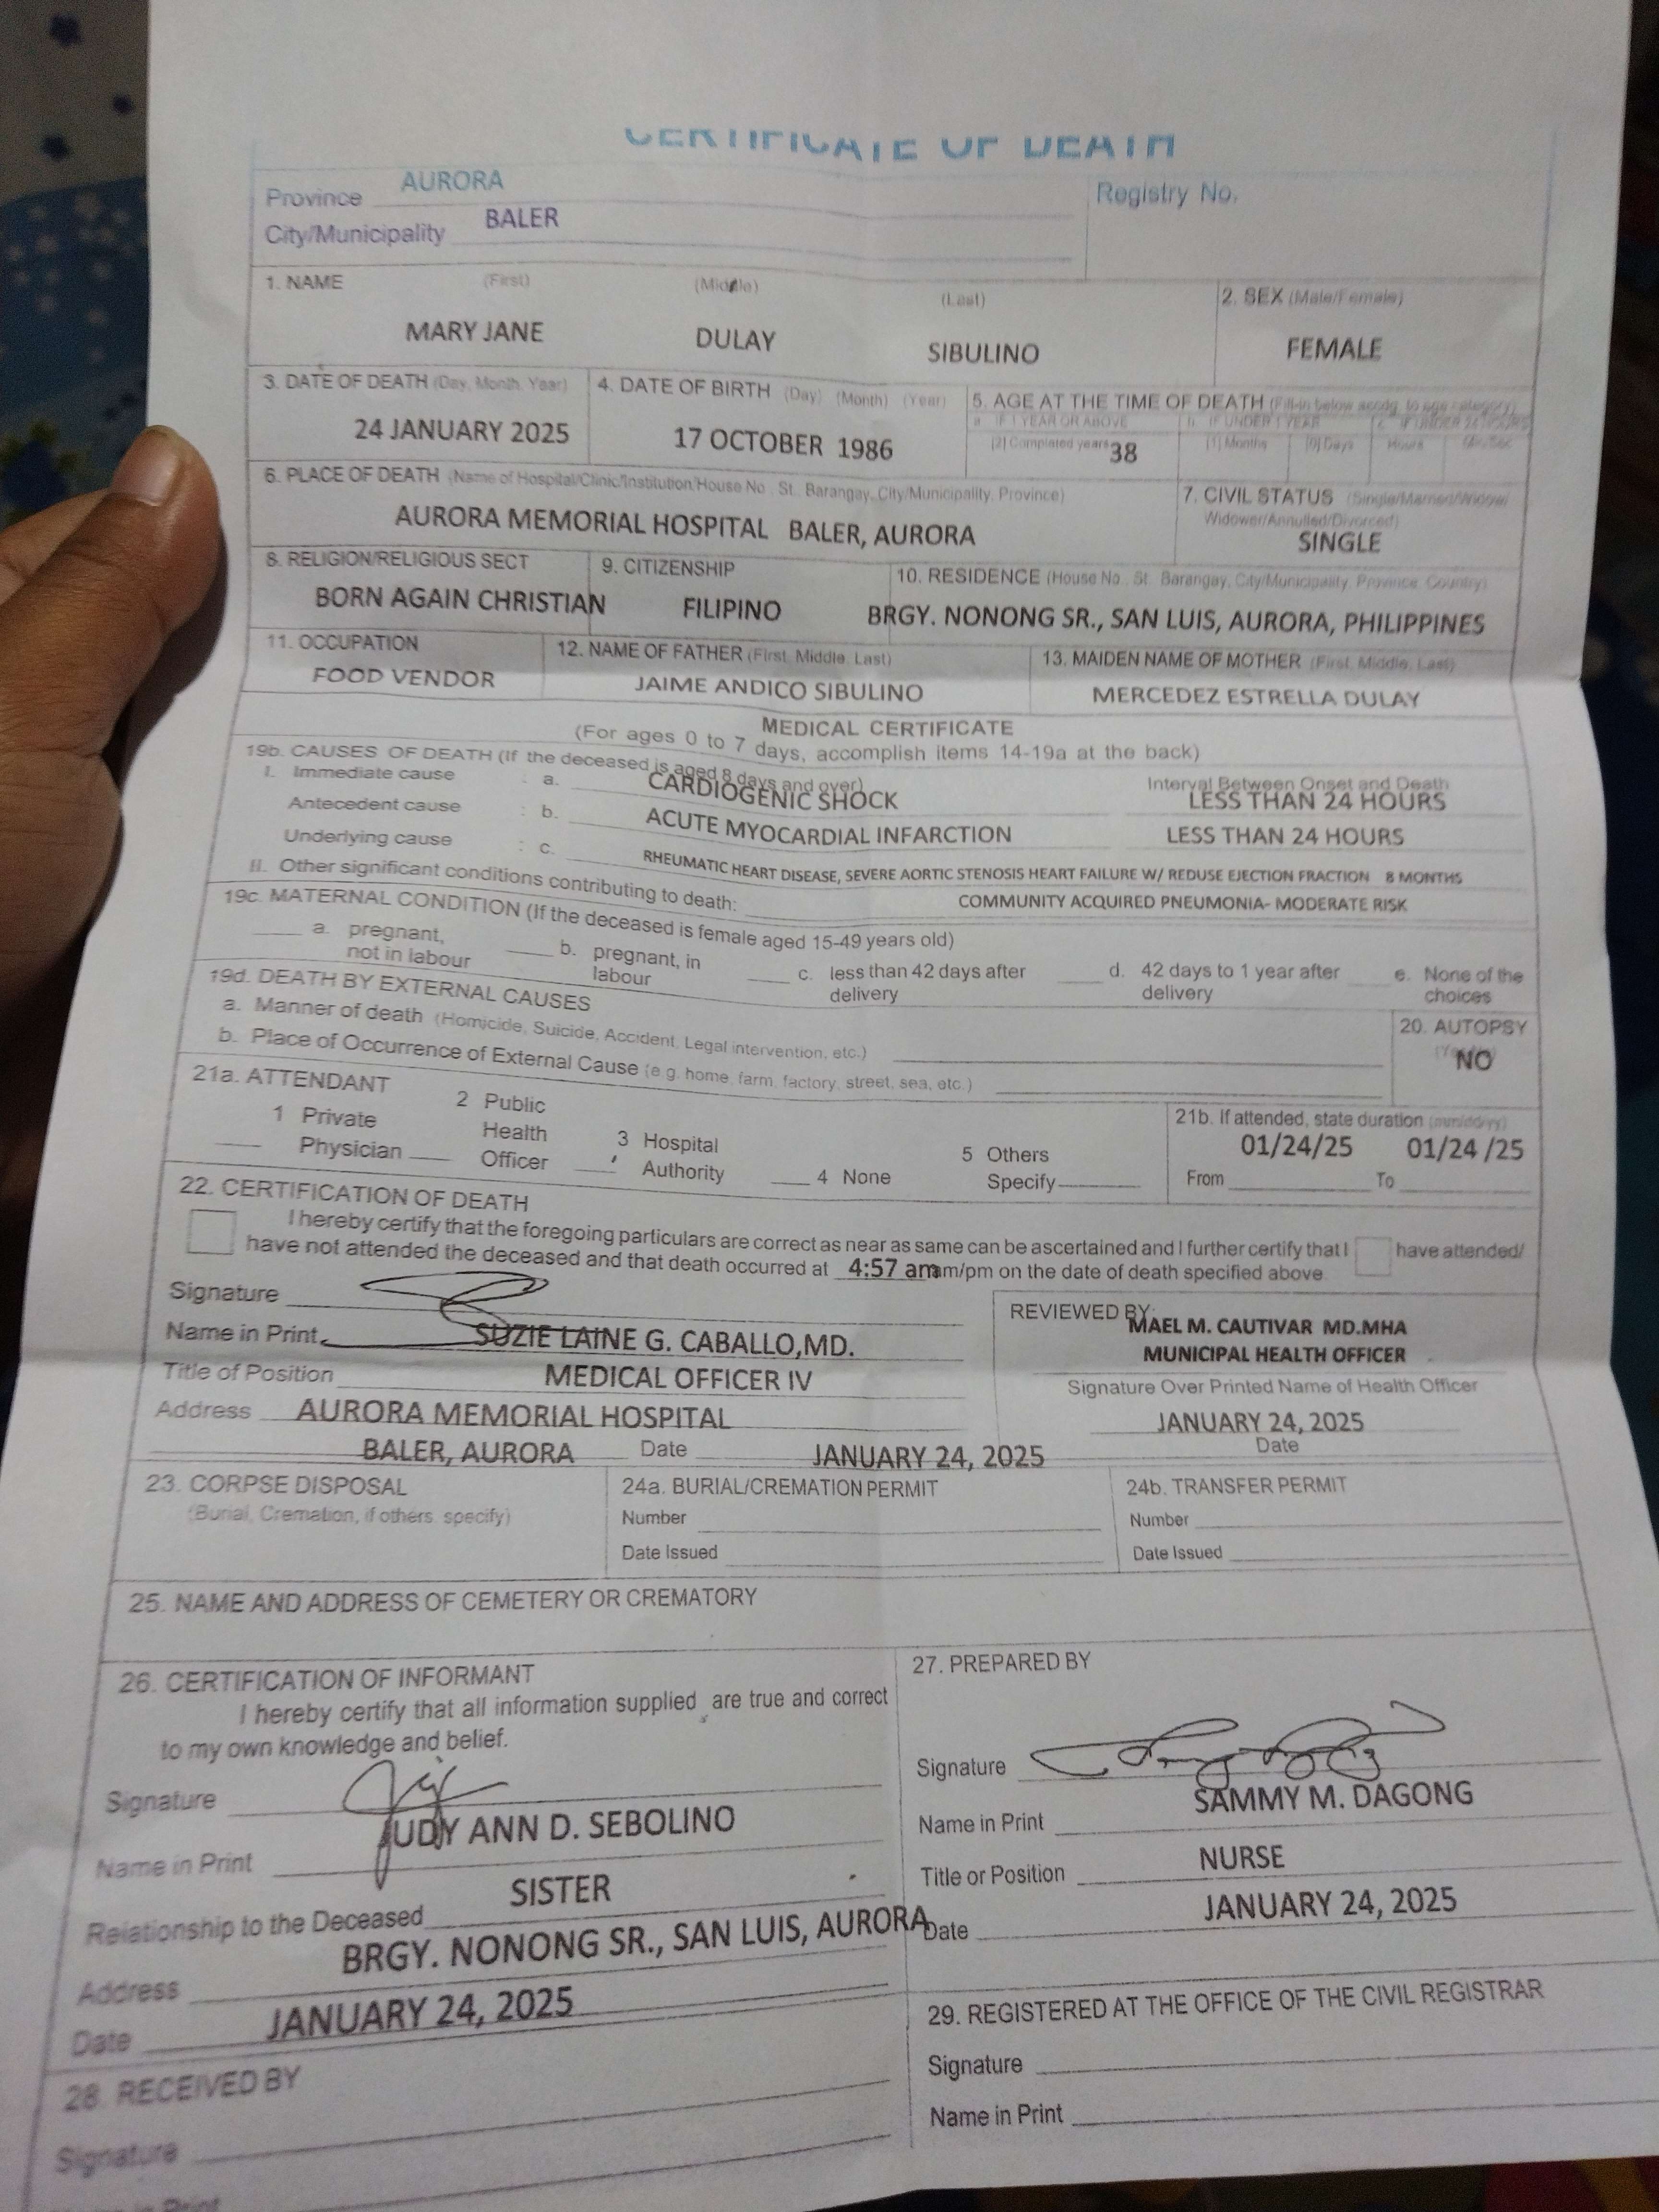 CERTIFICATE OF DEATH
Province AURORA
Registry No.
City/Municipality BALER
1. NAME (First) (Middle) (Last)
2. SEX (Male/Female)
MARY JANE DULAY SIBULINO
FEMALE
3. DATE OF DEATH (Day, Month, Year)
24 JANUARY 2025
4. DATE OF BIRTH (Day) (Month) (Year)
17 OCTOBER 1986
5. AGE AT THE TIME OF DEATH (Fill-in below accdg. to age category)
a. IF 1 YEAR OR ABOVE b. IF UNDER 1 YEAR c. IF UNDER 24 HOURS
[2] Completed years 38 [1] Months [0] Days Hours
6. PLACE OF DEATH (Name of Hospital/Clinic/Institution/House No., St., Barangay, City/Municipality, Province)
AURORA MEMORIAL HOSPITAL BALER, AURORA
7. CIVIL STATUS (Single/Married/Widow/
Widower/Annulled/Divorced)
SINGLE
8. RELIGION/RELIGIOUS SECT
BORN AGAIN CHRISTIAN
9. CITIZENSHIP
FILIPINO
10. RESIDENCE (House No., St., Barangay, City/Municipality, Province, Country)
BRGY. NONONG SR., SAN LUIS, AURORA, PHILIPPINES
11. OCCUPATION
FOOD VENDOR
12. NAME OF FATHER (First, Middle, Last)
JAIME ANDICO SIBULINO
13. MAIDEN NAME OF MOTHER (First, Middle, Last)
MERCEDEZ ESTRELLA DULAY
MEDICAL CERTIFICATE
(For ages 0 to 7 days, accomplish items 14-19a at the back)
19b. CAUSES OF DEATH (If the deceased is aged 8 days and over)
Interval Between Onset and Death
I. Immediate cause : a. CARDIOGENIC SHOCK LESS THAN 24 HOURS
Antecedent cause : b. ACUTE MYOCARDIAL INFARCTION LESS THAN 24 HOURS
Underlying cause : c. RHEUMATIC HEART DISEASE, SEVERE AORTIC STENOSIS HEART FAILURE W/ REDUSE EJECTION FRACTION 8 MONTHS
II. Other significant conditions contributing to death: COMMUNITY ACQUIRED PNEUMONIA- MODERATE RISK
19c. MATERNAL CONDITION (If the deceased is female aged 15-49 years old)
a. pregnant, not in labour
b. pregnant, in labour
c. less than 42 days after delivery
d. 42 days to 1 year after delivery
e. None of the choices
19d. DEATH BY EXTERNAL CAUSES
a. Manner of death (Homicide, Suicide, Accident, Legal intervention, etc.)
b. Place of Occurrence of External Cause (e.g. home, farm, factory, street, sea, etc.)
20. AUTOPSY
NO
21a. ATTENDANT
1 Private Physician
2 Public Health Officer
3 Hospital Authority
4 None
5 Others Specify
21b. If attended, state duration (mm/dd/yy)
01/24/25 01/24 /25
From To
22. CERTIFICATION OF DEATH
I hereby certify that the foregoing particulars are correct as near as same can be ascertained and I further certify that I have attended/
have not attended the deceased and that death occurred at 4:57 am am/pm on the date of death specified above.
Signature
Name in Print SUZIE LAINE G. CABALLO,MD.
Title of Position MEDICAL OFFICER IV
Address AURORA MEMORIAL HOSPITAL
BALER, AURORA Date JANUARY 24, 2025
REVIEWED BY:
MAEL M. CAUTIVAR MD.MHA
MUNICIPAL HEALTH OFFICER
Signature Over Printed Name of Health Officer
JANUARY 24, 2025
Date
23. CORPSE DISPOSAL
(Burial, Cremation, if others, specify)
24a. BURIAL/CREMATION PERMIT
Number
Date Issued
24b. TRANSFER PERMIT
Number
Date Issued
25. NAME AND ADDRESS OF CEMETERY OR CREMATORY
26. CERTIFICATION OF INFORMANT
I hereby certify that all information supplied are true and correct
to my own knowledge and belief.
Signature
Name in Print JUDY ANN D. SEBOLINO
Relationship to the Deceased SISTER
Address BRGY. NONONG SR., SAN LUIS, AURORA
Date JANUARY 24, 2025
27. PREPARED BY
Signature
Name in Print SAMMY M. DAGONG
Title or Position NURSE
Date JANUARY 24, 2025
28. RECEIVED BY
Signature
Name in Print
29. REGISTERED AT THE OFFICE OF THE CIVIL REGISTRAR
Signature
Name in Print